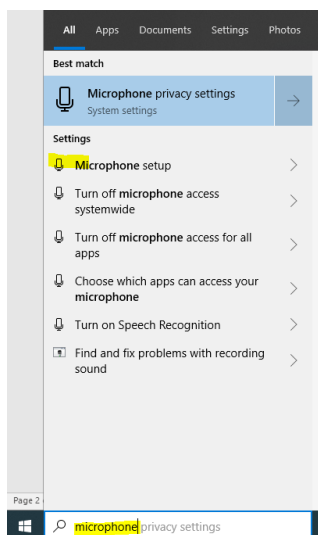 All Apps Documents Settings Photos
Best match
Microphone privacy settings
System settings
Settings
Microphone setup
Turn off microphone access
systemwide
Turn off microphone access for all
apps
Choose which apps can access your
microphone
Turn on Speech Recognition
Find and fix problems with recording
sound
Page 2
microphone privacy settings